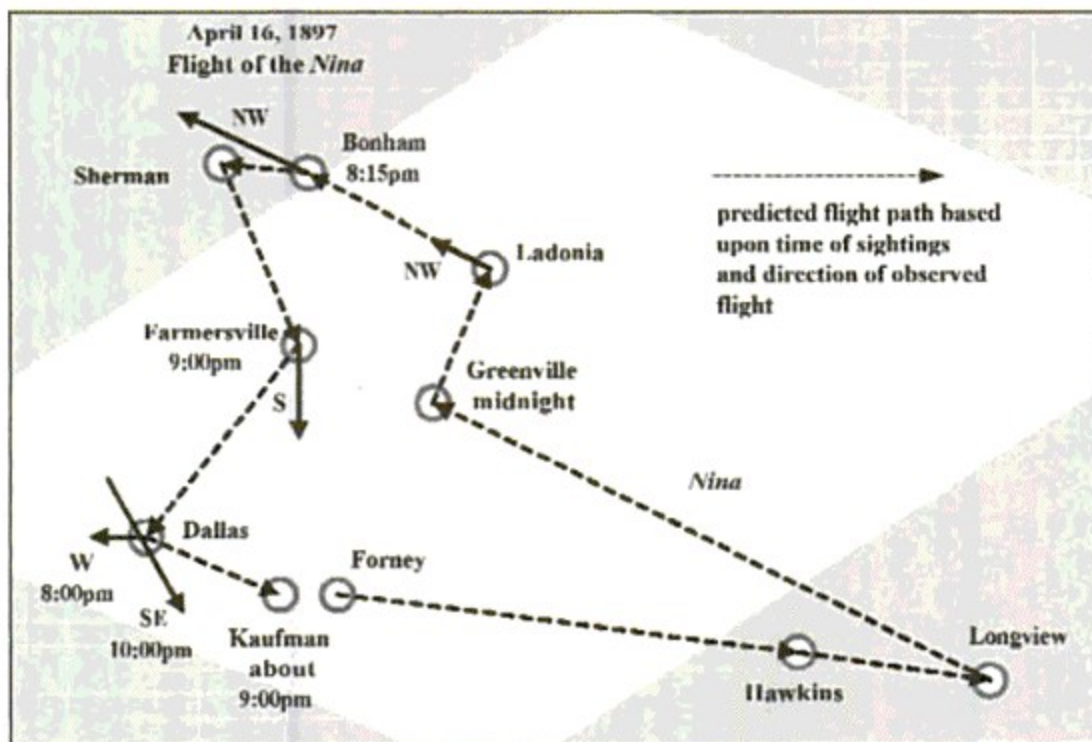 April 16, 1897
Flight of the Nina
NW
Bonham
8:15pm
Sherman
predicted flight path based
upon time of sightings
and direction of observed
flight
Ladonia
NW
Farmersville
9:00pm
Greenville
midnight
S
Nina
Dallas
W
8:00pm
SE
10:00pm
Forney
Kaufman
about
9:00pm
Longview
Hawkins